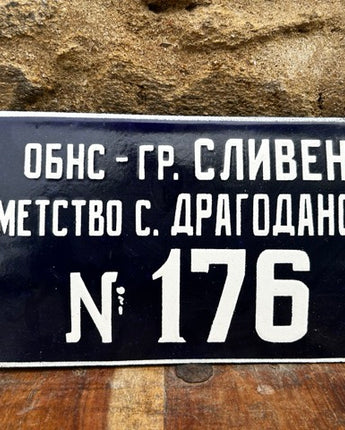 ОБНС - ГР. СЛИВЕН
МЕТСТВО С. ДРАГОДАНО
№ 176